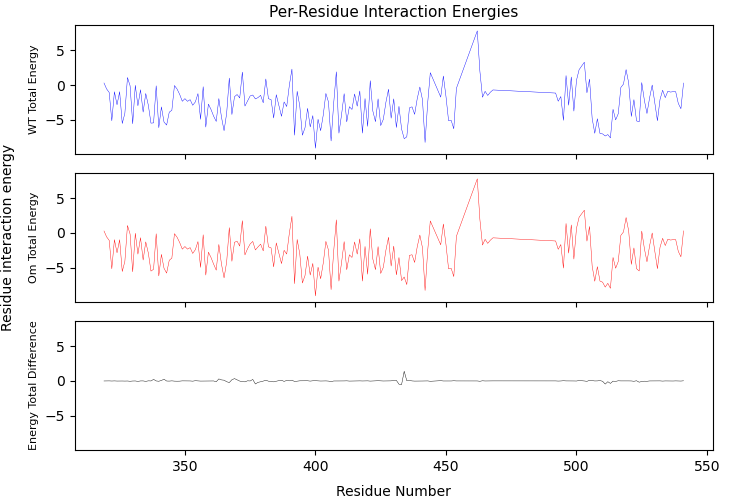 Per-Residue Interaction Energies
Residue interaction energy
WT Total Energy
5
0
−5
Om Total Energy
5
0
−5
Energy Total Difference
5
0
−5
350 400 450 500 550
Residue Number